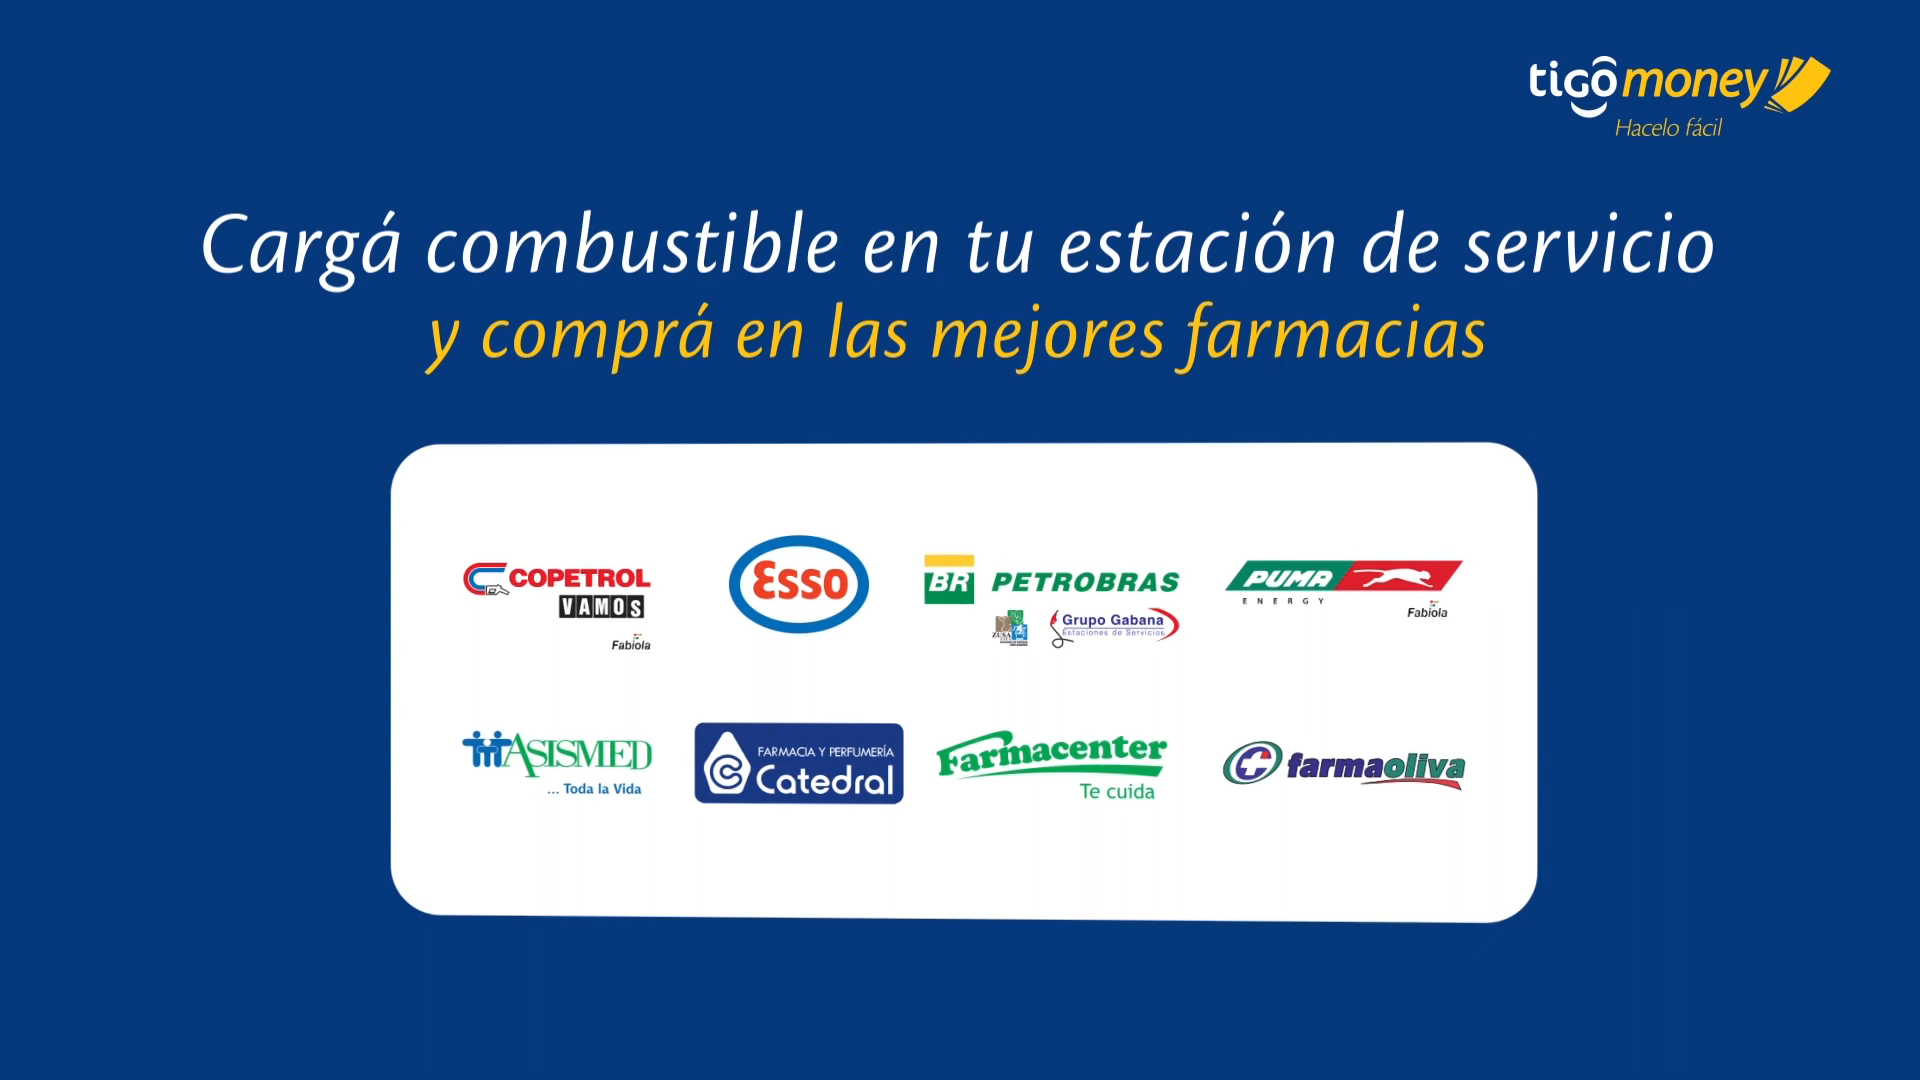 tigo money
Hacelo fácil
Cargá combustible en tu estación de servicio
y comprá en las mejores farmacias
COPETROL
VAMOS
Fabiola
Esso
BR PETROBRAS
ZUSA
Grupo Gabana
Estaciones de Servicios
PUMA
ENERGY
Fabiola
ASISMED
... Toda la Vida
FARMACIA Y PERFUMERÍA
Catedral
Farmacenter
Te cuida
farmaoliva